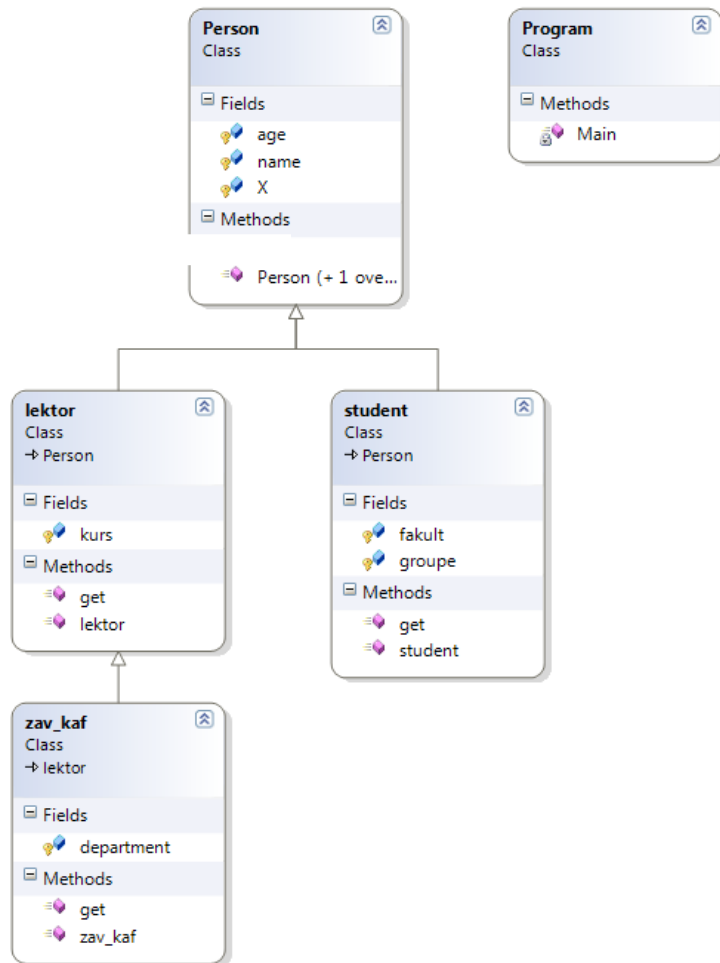 Person
Class
Fields
age
name
X
Methods
Person (+ 1 ove...
Program
Class
Methods
Main
lektor
Class
Person
Fields
kurs
Methods
get
lektor
student
Class
Person
Fields
fakult
groupe
Methods
get
student
zav_kaf
Class
lektor
Fields
department
Methods
get
zav_kaf